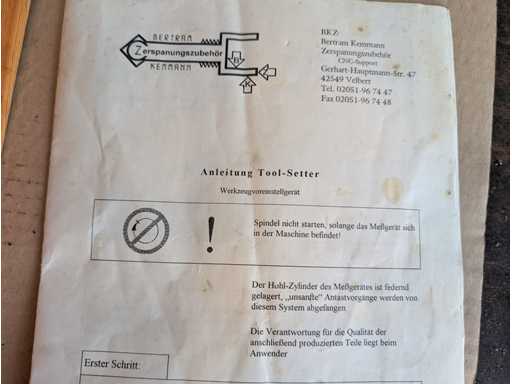 BERTRAM
Zerspanungszubehör
KEMMANN
B
K
BKZ
Bertram Kemmann
Zerspanungszubehör
CNC-Support
Gerhart-Hauptmann-Str. 47
42549 Velbert
Tel. 02051-96 74 47
Fax 02051-96 74 48
Anleitung Tool-Setter
Werkzeugvoreinstellgerät
!
Spindel nicht starten, solange das Meßgerät sich
in der Maschine befindet!
Der Hohl-Zylinder des Meßgerätes ist federnd
gelagert, „unsanfte" Antastvorgänge werden von
diesem System abgefangen
Die Verantwortung für die Qualität der
anschließend produzierten Teile liegt beim
Anwender
Erster Schritt: